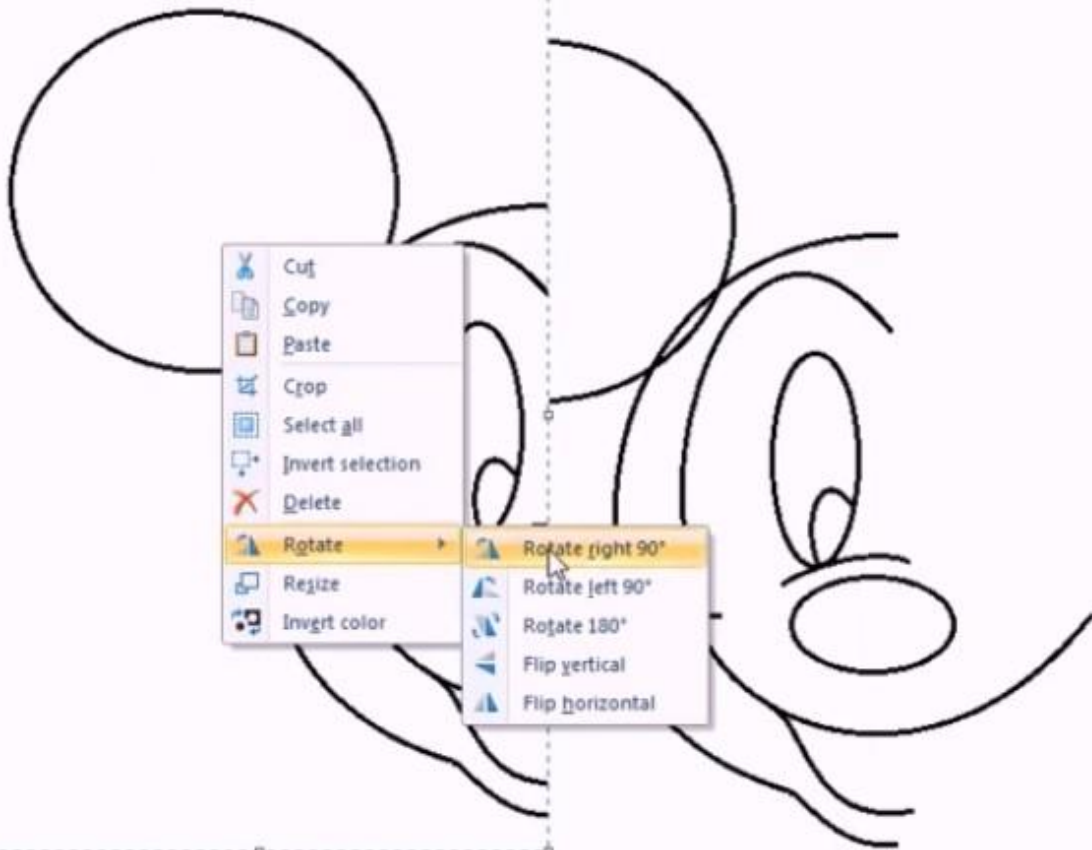 Cut
Copy
Paste
Crop
Select all
Invert selection
Delete
Rotate
Resize
Invert color
Rotate right 90°
Rotate left 90°
Rotate 180°
Flip vertical
Flip horizontal